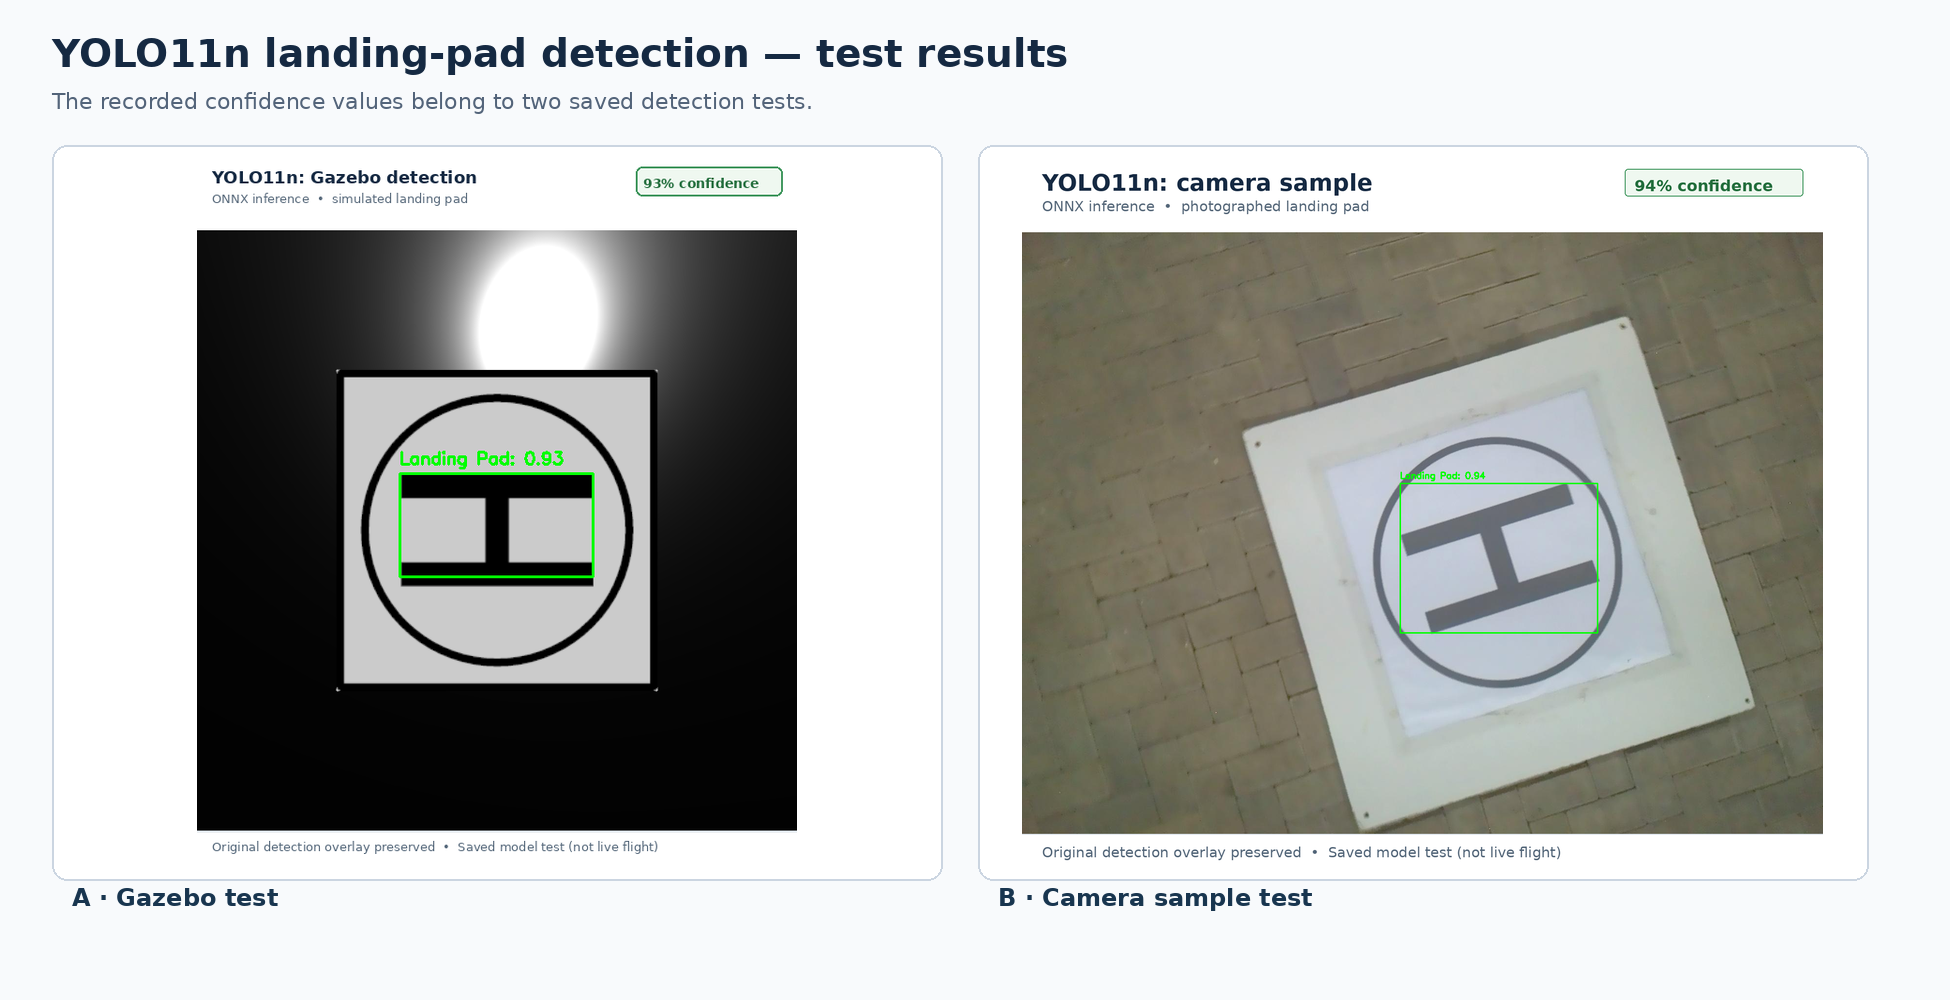 YOLO11n landing-pad detection — test results
The recorded confidence values belong to two saved detection tests.
YOLO11n: Gazebo detection
93% confidence
ONNX inference • simulated landing pad
Landing Pad: 0.93
H
Original detection overlay preserved • Saved model test (not live flight)
A · Gazebo test
YOLO11n: camera sample
94% confidence
ONNX inference • photographed landing pad
Landing Pad: 0.94
H
Original detection overlay preserved • Saved model test (not live flight)
B · Camera sample test